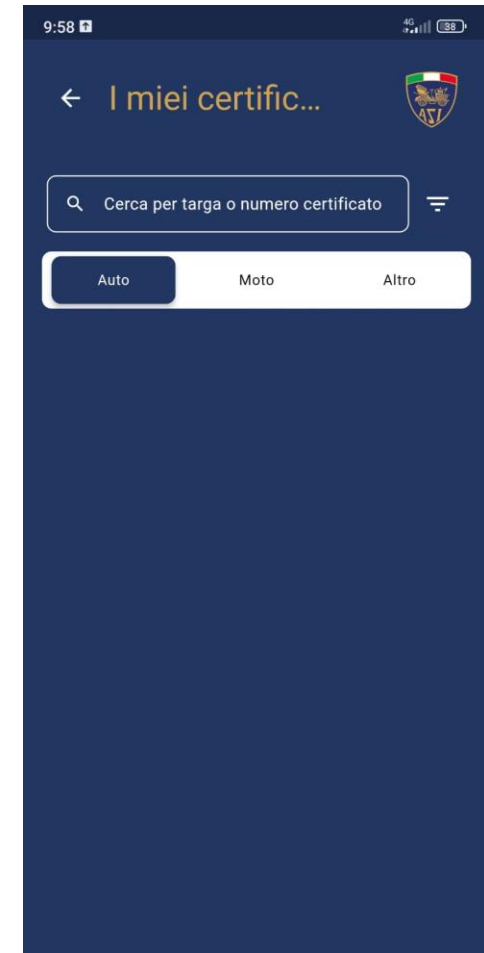 9:58
4G
38
I miei certific...
ASI
Cerca per targa o numero certificato
Auto
Moto
Altro